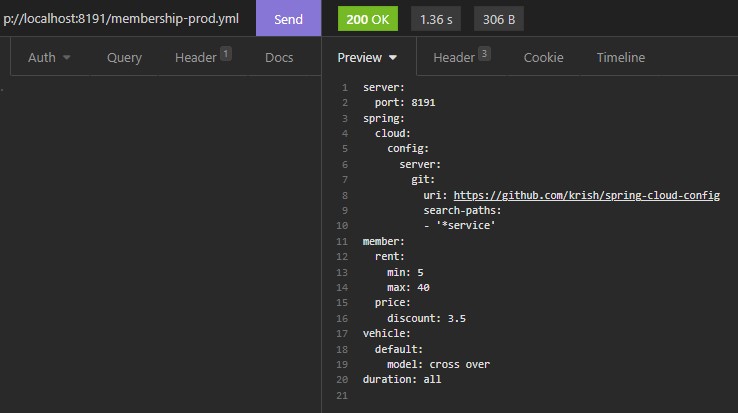 p://localhost:8191/membership-prod.yml Send 200 OK 1.36 s 306 B
Auth Query Header 1 Docs Preview Header 3 Cookie Timeline
1 server:
2   port: 8191
3 spring:
4   cloud:
5     config:
6       server:
7         git:
8           uri: https://github.com/krish/spring-cloud-config
9           search-paths:
10           - '*service'
11 member:
12   rent:
13     min: 5
14     max: 40
15   price:
16     discount: 3.5
17 vehicle:
18   default:
19     model: cross over
20 duration: all
21